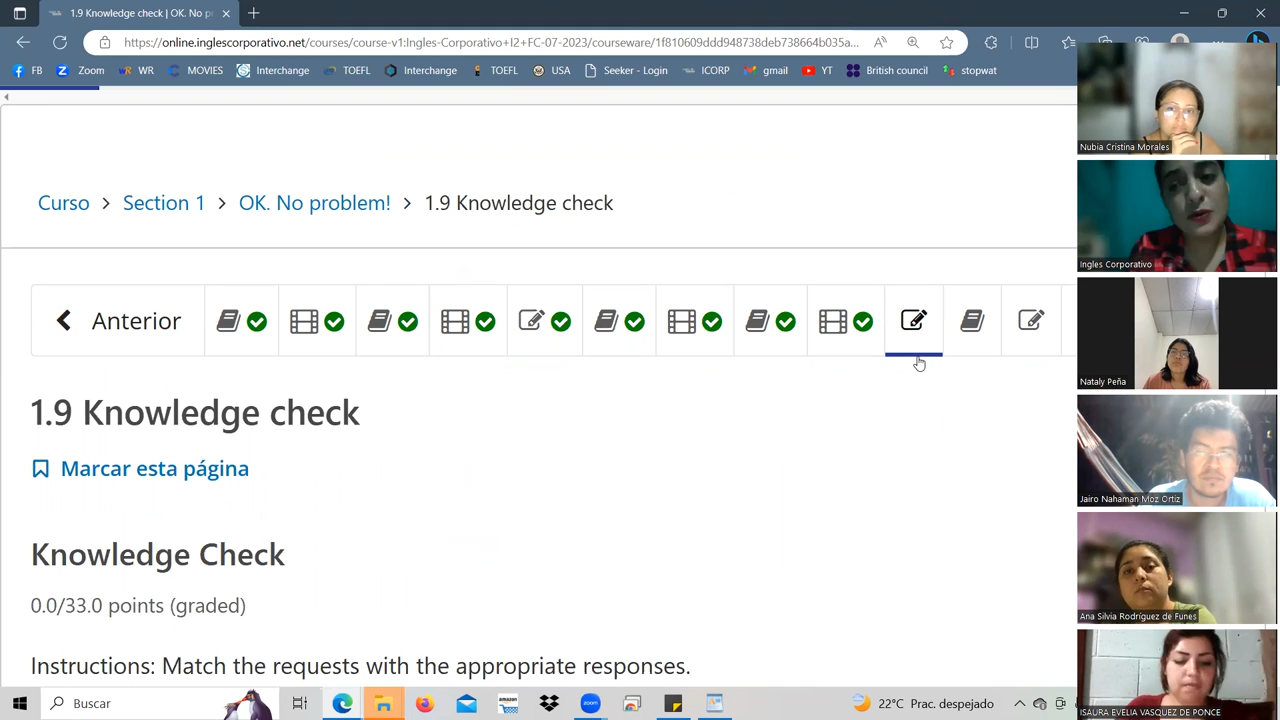 1.9 Knowledge check | OK. No pr
https://online.inglescorporativo.net/courses/course-v1:Ingles-Corporativo+I2+FC-07-2023/courseware/1f810609ddd948738deb738664b035a...
FB Zoom WR MOVIES Interchange TOEFL Interchange TOEFL USA Seeker - Login ICORP gmail YT British council stopwat
Curso > Section 1 > OK. No problem! > 1.9 Knowledge check
Anterior
1.9 Knowledge check
Marcar esta página
Knowledge Check
0.0/33.0 points (graded)
Instructions: Match the requests with the appropriate responses.
Nubia Cristina Morales
Ingles Corporativo
Nataly Peña
Jairo Nahaman Moz Ortiz
Ana Silvia Rodríguez de Funes
ISAURA EVELIA VASQUEZ DE PONCE
Buscar
22°C Prac. despejado